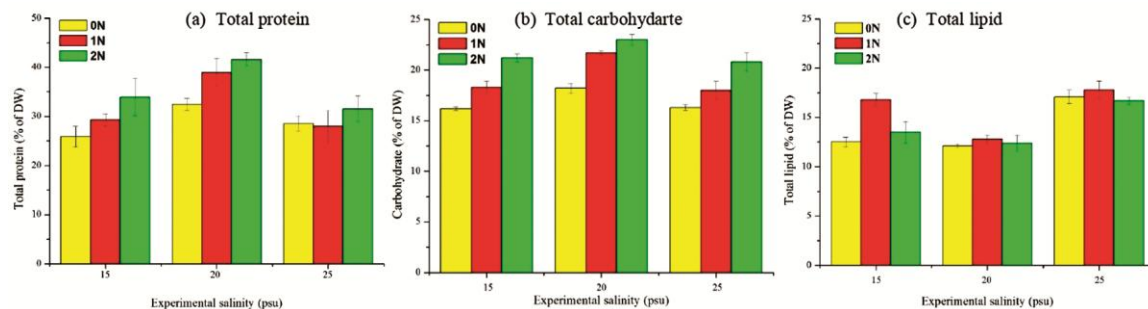 (a) Total protein
50
40
30
20
10
0
Total protein (% of DW)
0N
1N
2N
15 20 25
Experimental salinity (psu)
(b) Total carbohydarte
25
20
15
10
5
0
Carbohydrate (% of DW)
0N
1N
2N
15 20 25
Experimental salinity (psu)
(c) Total lipid
20
15
10
5
0
Total lipid (% of DW)
0N
1N
2N
15 20 25
Experimental salinity (psu)